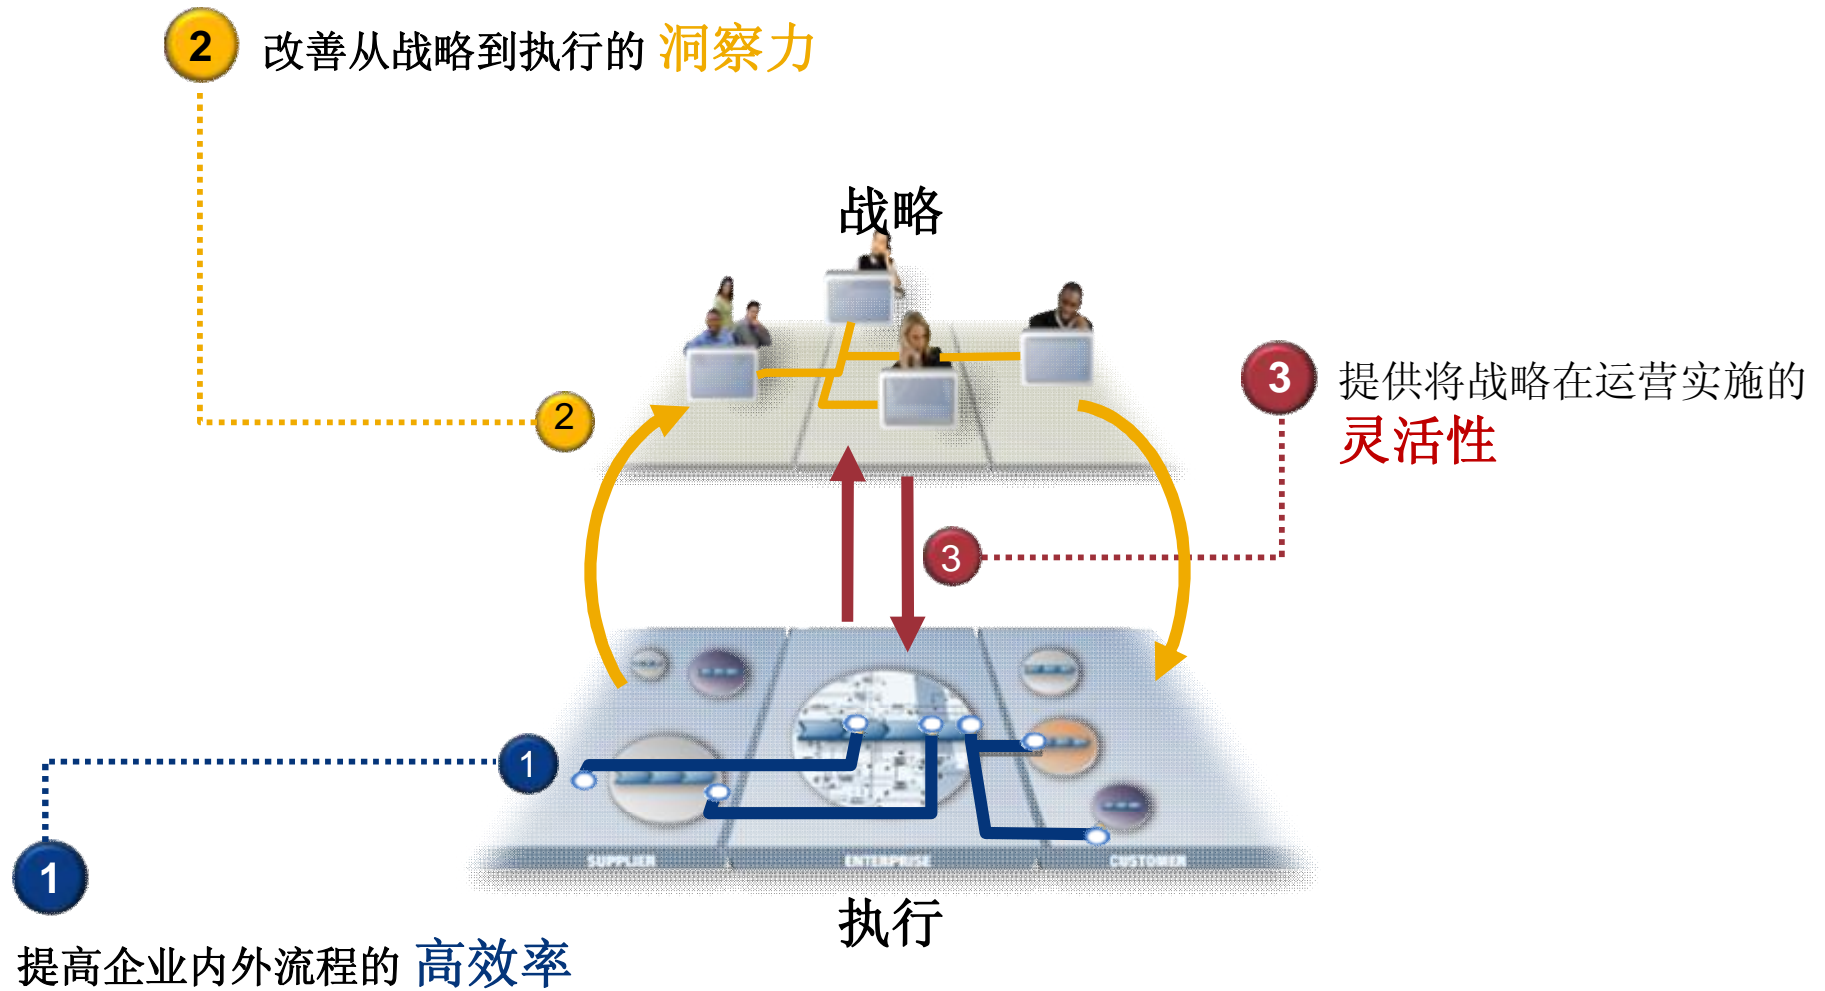 2 改善从战略到执行的 洞察力
战略
3 提供将战略在运营实施的
灵活性
2
3
1
SUPPLIER ENTERPRISE CUSTOMER
1
执行
提高企业内外流程的 高效率